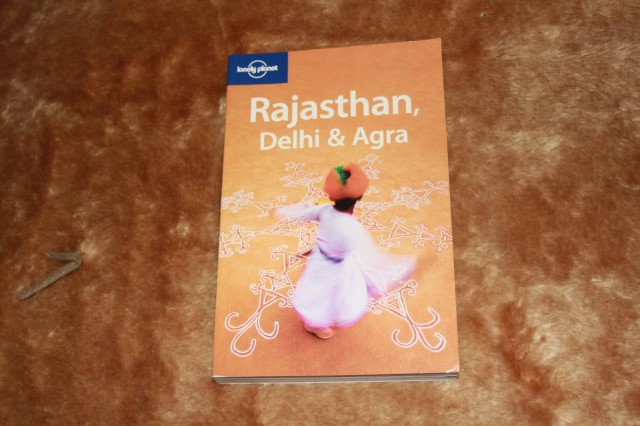 lonely planet
Rajasthan,
Delhi & Agra